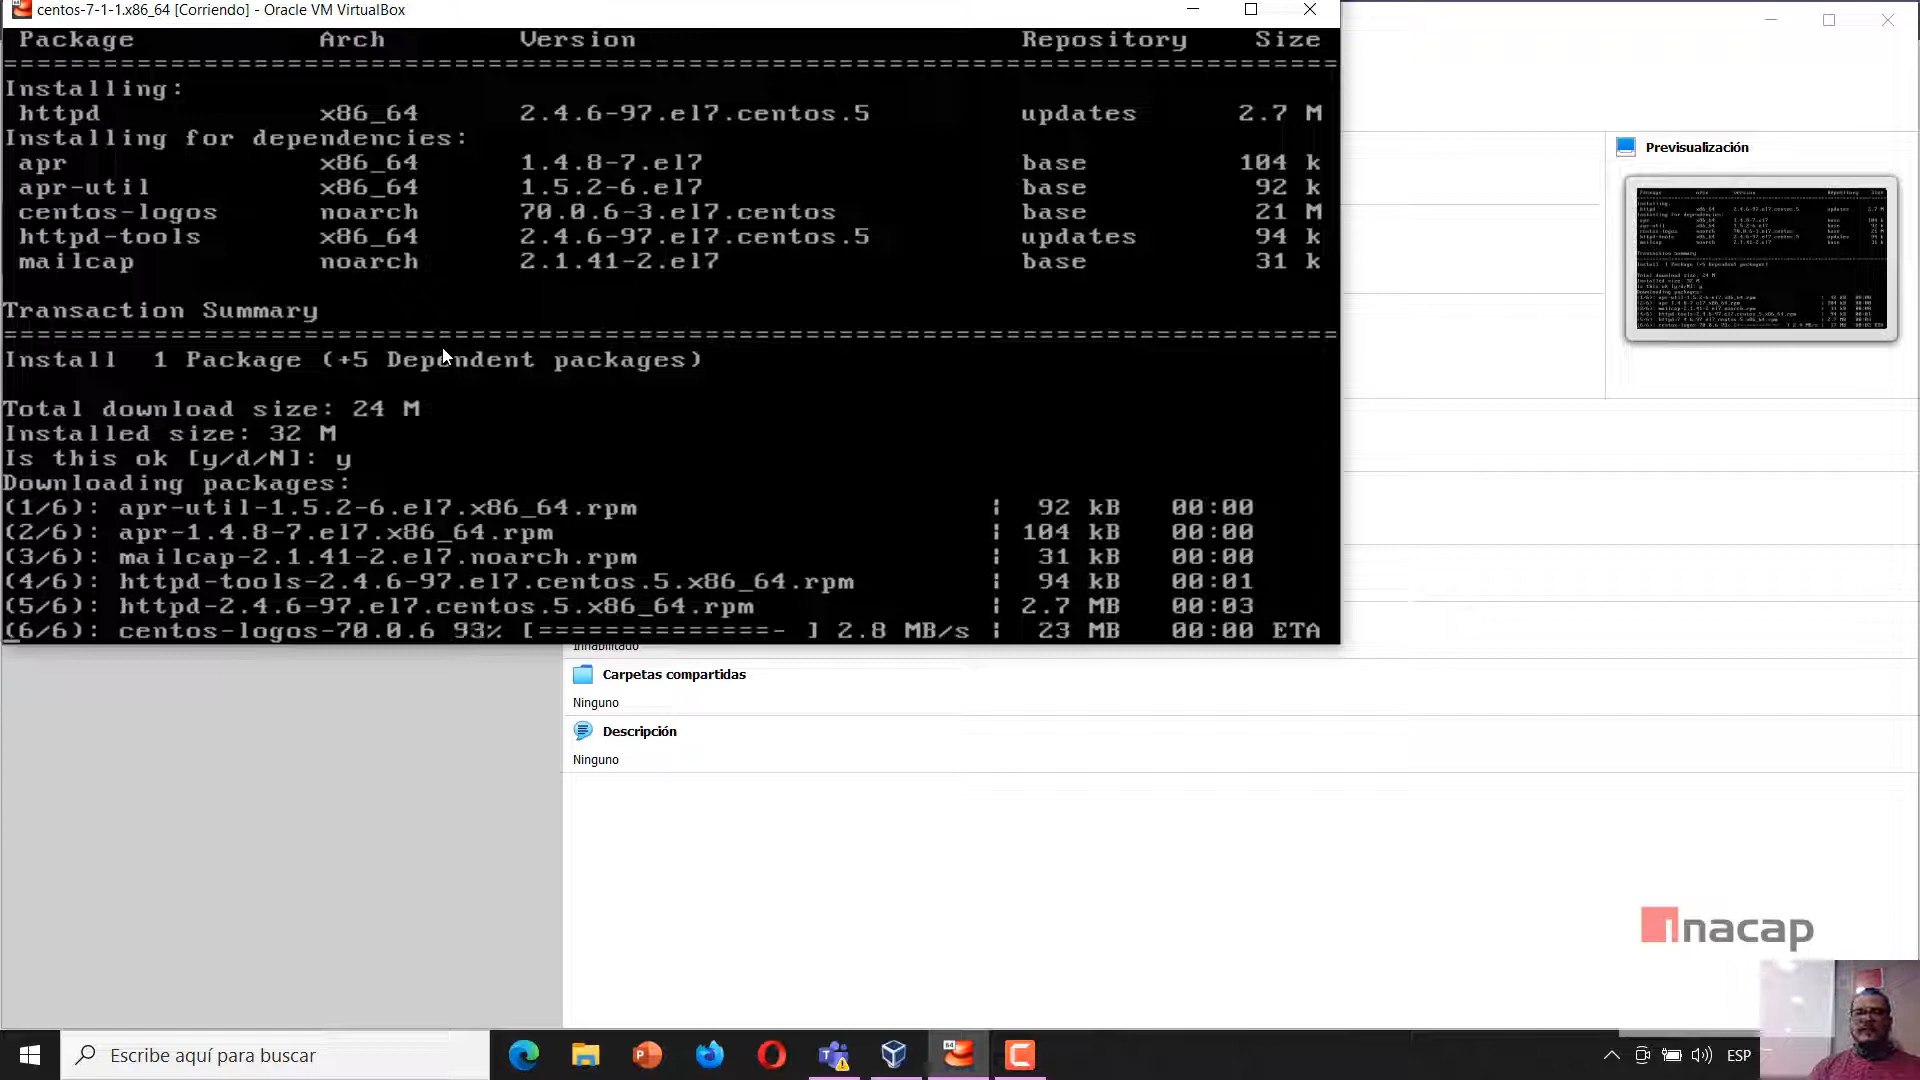 centos-7-1-1.x86_64 [Corriendo] - Oracle VM VirtualBox
Package Arch Version Repository Size
================================================================================
Installing:
httpd x86_64 2.4.6-97.el7.centos.5 updates 2.7 M
Installing for dependencies:
apr x86_64 1.4.8-7.el7 base 104 k
apr-util x86_64 1.5.2-6.el7 base 92 k
centos-logos noarch 70.0.6-3.el7.centos base 21 M
httpd-tools x86_64 2.4.6-97.el7.centos.5 updates 94 k
mailcap noarch 2.1.41-2.el7 base 31 k
Transaction Summary
================================================================================
Install 1 Package (+5 Dependent packages)
Total download size: 24 M
Installed size: 32 M
Is this ok [y/d/N]: y
Downloading packages:
(1/6): apr-util-1.5.2-6.el7.x86_64.rpm | 92 kB 00:00
(2/6): apr-1.4.8-7.el7.x86_64.rpm | 104 kB 00:00
(3/6): mailcap-2.1.41-2.el7.noarch.rpm | 31 kB 00:00
(4/6): httpd-tools-2.4.6-97.el7.centos.5.x86_64.rpm | 94 kB 00:01
(5/6): httpd-2.4.6-97.el7.centos.5.x86_64.rpm | 2.7 MB 00:03
(6/6): centos-logos-70.0.6 93% [===============- ] 2.8 MB/s | 23 MB 00:00 ETA
Previsualización
Inhabilitado
Carpetas compartidas
Ninguno
Descripción
Ninguno
inacap
Escribe aquí para buscar
ESP